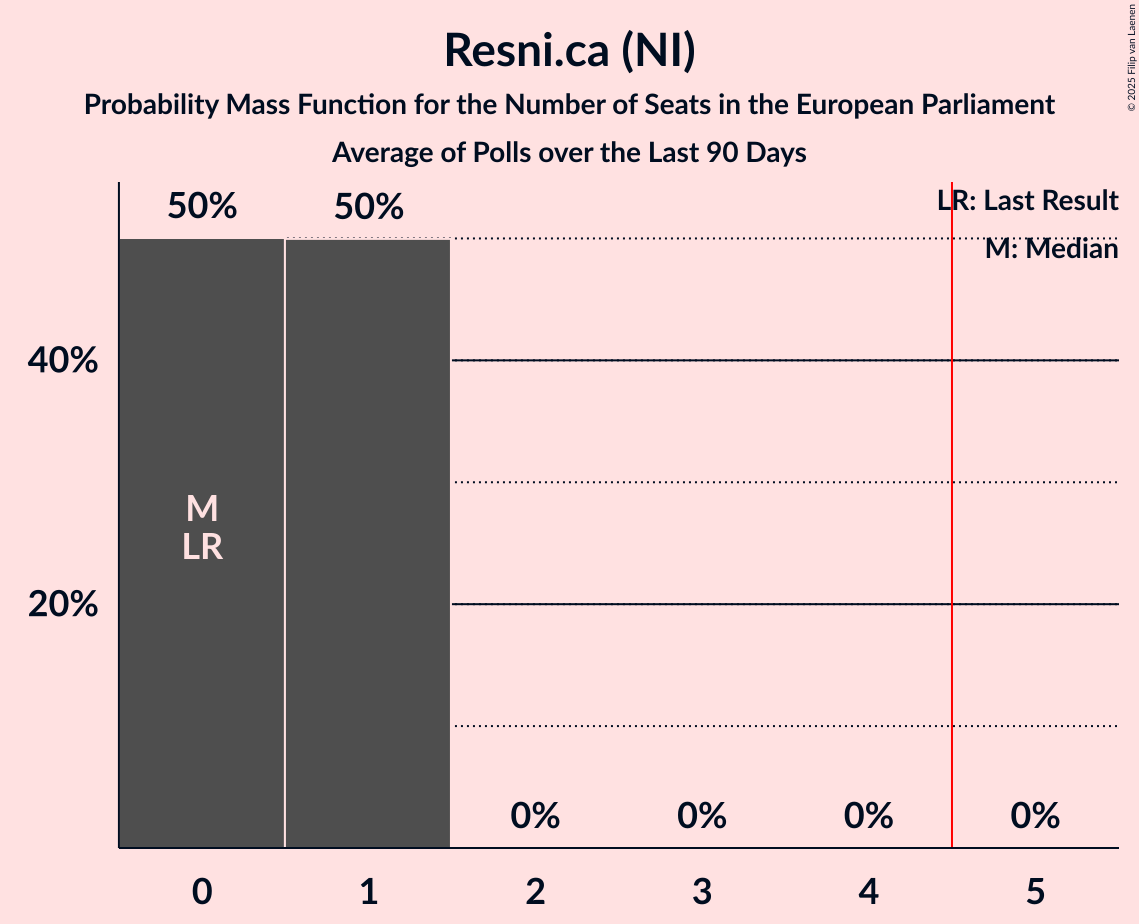 Resni.ca (NI)
Probability Mass Function for the Number of Seats in the European Parliament
Average of Polls over the Last 90 Days
© 2025 Filip van Laenen
LR: Last Result
M: Median
50%
50%
40%
20%
M
LR
0%
0%
0%
0%
0
1
2
3
4
5